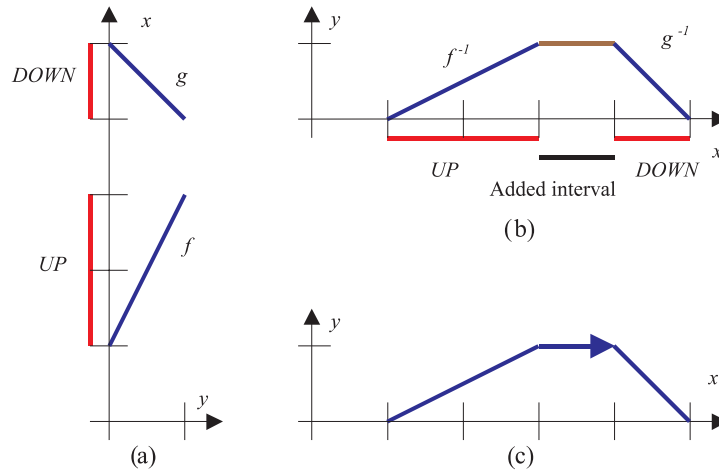 x
DOWN
g
UP
f
y
(a)
y
f -1
g -1
x
UP
DOWN
Added interval
(b)
y
x
(c)